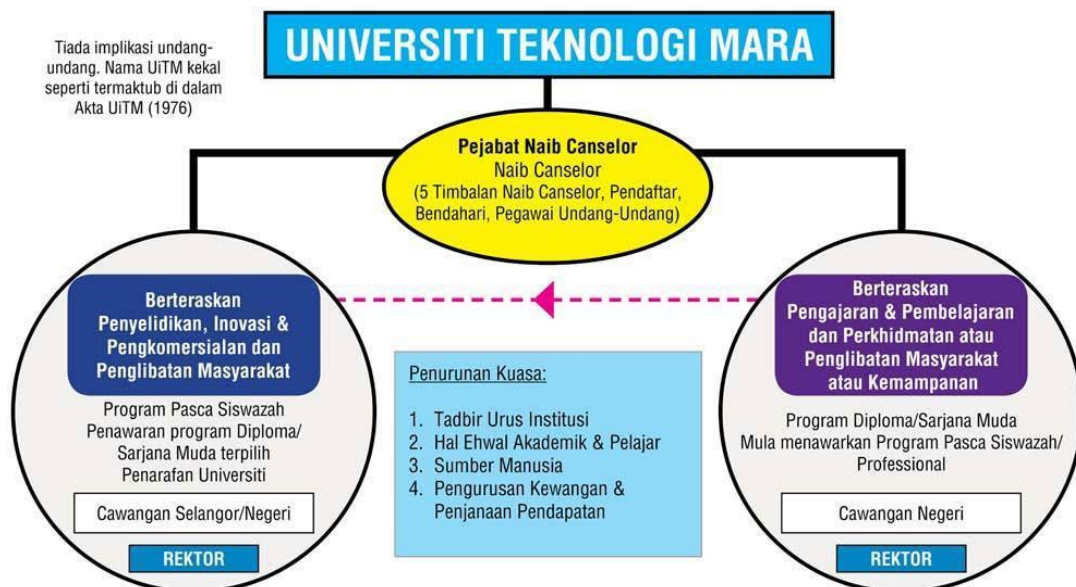 Tiada implikasi undang-
undang. Nama UiTM kekal
seperti termaktub di dalam
Akta UiTM (1976)
UNIVERSITI TEKNOLOGI MARA
Pejabat Naib Canselor
Naib Canselor
(5 Timbalan Naib Canselor, Pendaftar,
Bendahari, Pegawai Undang-Undang)
Berteraskan
Penyelidikan, Inovasi &
Pengkomersialan dan
Penglibatan Masyarakat
Program Pasca Siswazah
Penawaran program Diploma/
Sarjana Muda terpilih
Penarafan Universiti
Cawangan Selangor/Negeri
REKTOR
Penurunan Kuasa:
1. Tadbir Urus Institusi
2. Hal Ehwal Akademik & Pelajar
3. Sumber Manusia
4. Pengurusan Kewangan &
Penjanaan Pendapatan
Berteraskan
Pengajaran & Pembelajaran
dan Perkhidmatan atau
Penglibatan Masyarakat
atau Kemampanan
Program Diploma/Sarjana Muda
Mula menawarkan Program Pasca Siswazah/
Professional
Cawangan Negeri
REKTOR